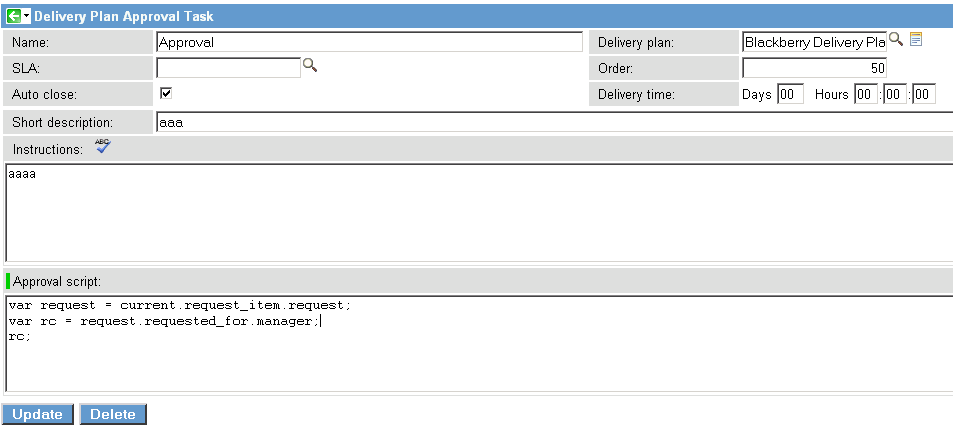 Delivery Plan Approval Task
Name: Approval Delivery plan: Blackberry Delivery Pla
SLA: Order: 50
Auto close: Delivery time: Days 00 Hours 00 :00 :00
Short description: aaa
Instructions: ABC
aaaa
Approval script:
var request = current.request_item.request;
var rc = request.requested_for.manager;
rc;
Update Delete